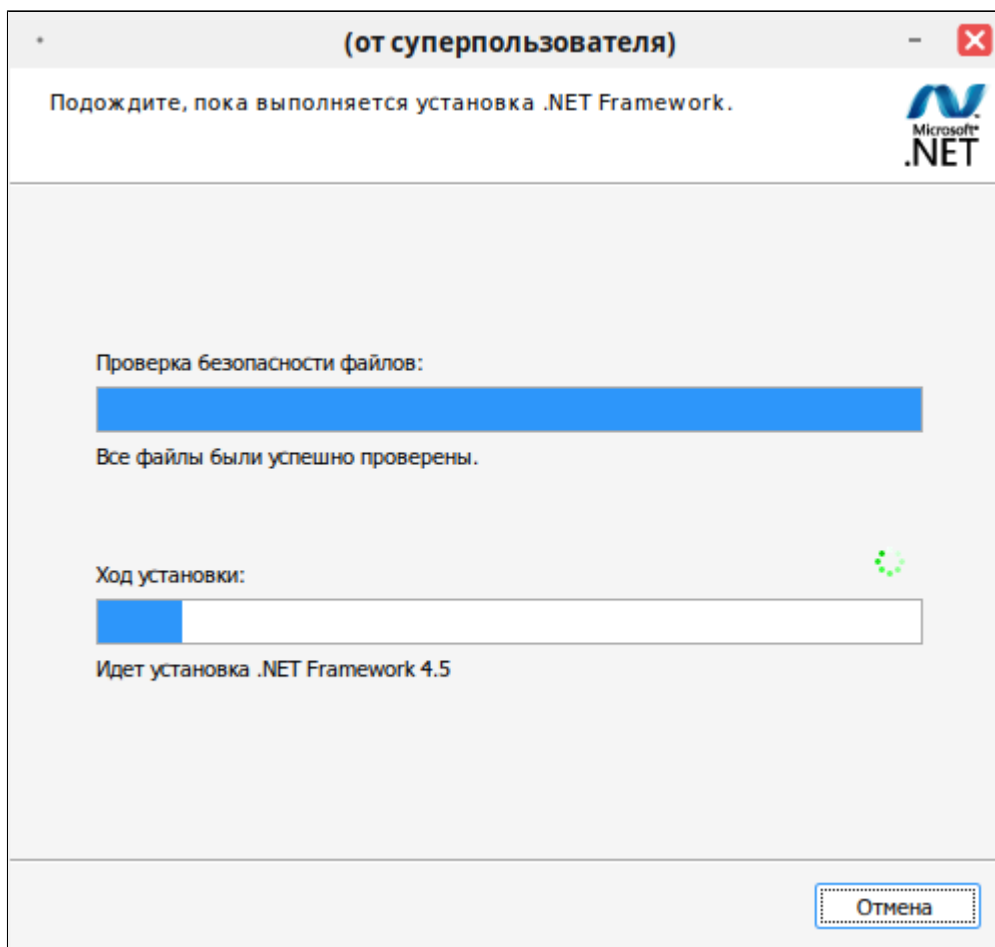 (от суперпользователя)
Подождите, пока выполняется установка .NET Framework.
Microsoft®
.NET
Проверка безопасности файлов:
Все файлы были успешно проверены.
Ход установки:
Идет установка .NET Framework 4.5
Отмена